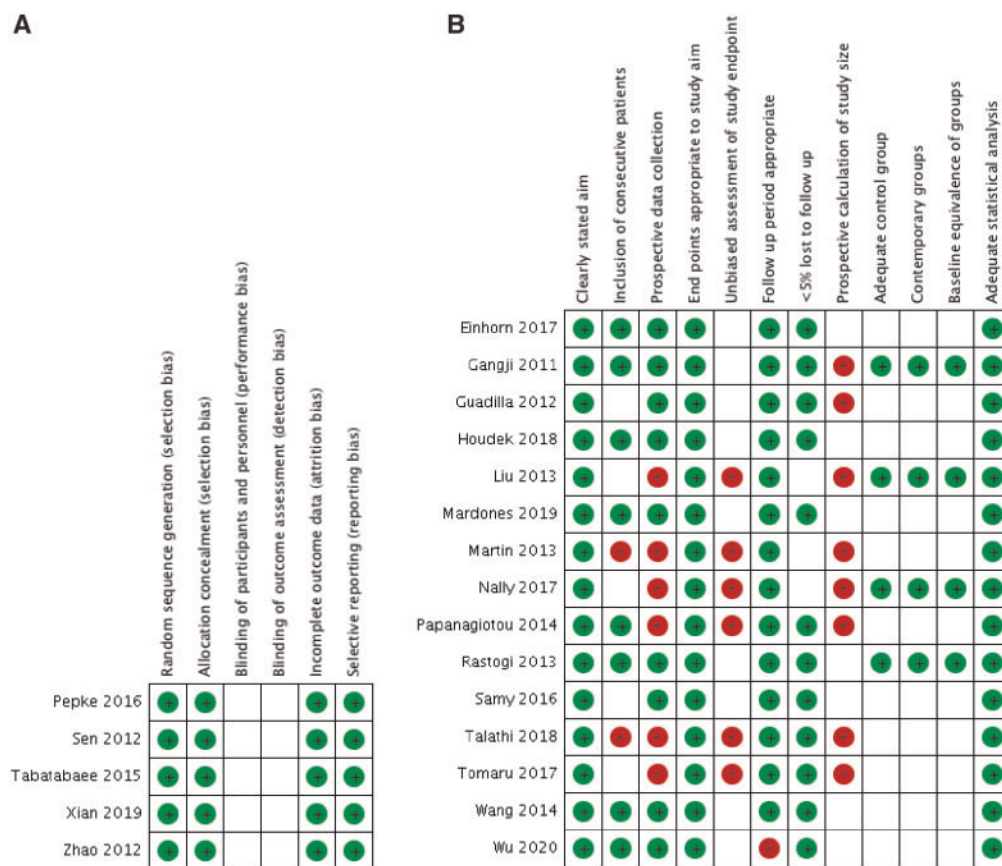 A
Random sequence generation (selection bias)
Allocation concealment (selection bias)
Blinding of participants and personnel (performance bias)
Blinding of outcome assessment (detection bias)
Incomplete outcome data (attrition bias)
Selective reporting (reporting bias)
Pepke 2016
Sen 2012
Tabatabaee 2015
Xian 2019
Zhao 2012
B
Clearly stated aim
Inclusion of consecutive patients
Prospective data collection
End points appropriate to study aim
Unbiased assessment of study endpoint
Follow up period appropriate
<5% lost to follow up
Prospective calculation of study size
Adequate control group
Contemporary groups
Baseline equivalence of groups
Adequate statistical analysis
Einhorn 2017
Gangji 2011
Guadilla 2012
Houdek 2018
Liu 2013
Mardones 2019
Martin 2013
Nally 2017
Papanagiotou 2014
Rastogi 2013
Samy 2016
Talathi 2018
Tomaru 2017
Wang 2014
Wu 2020